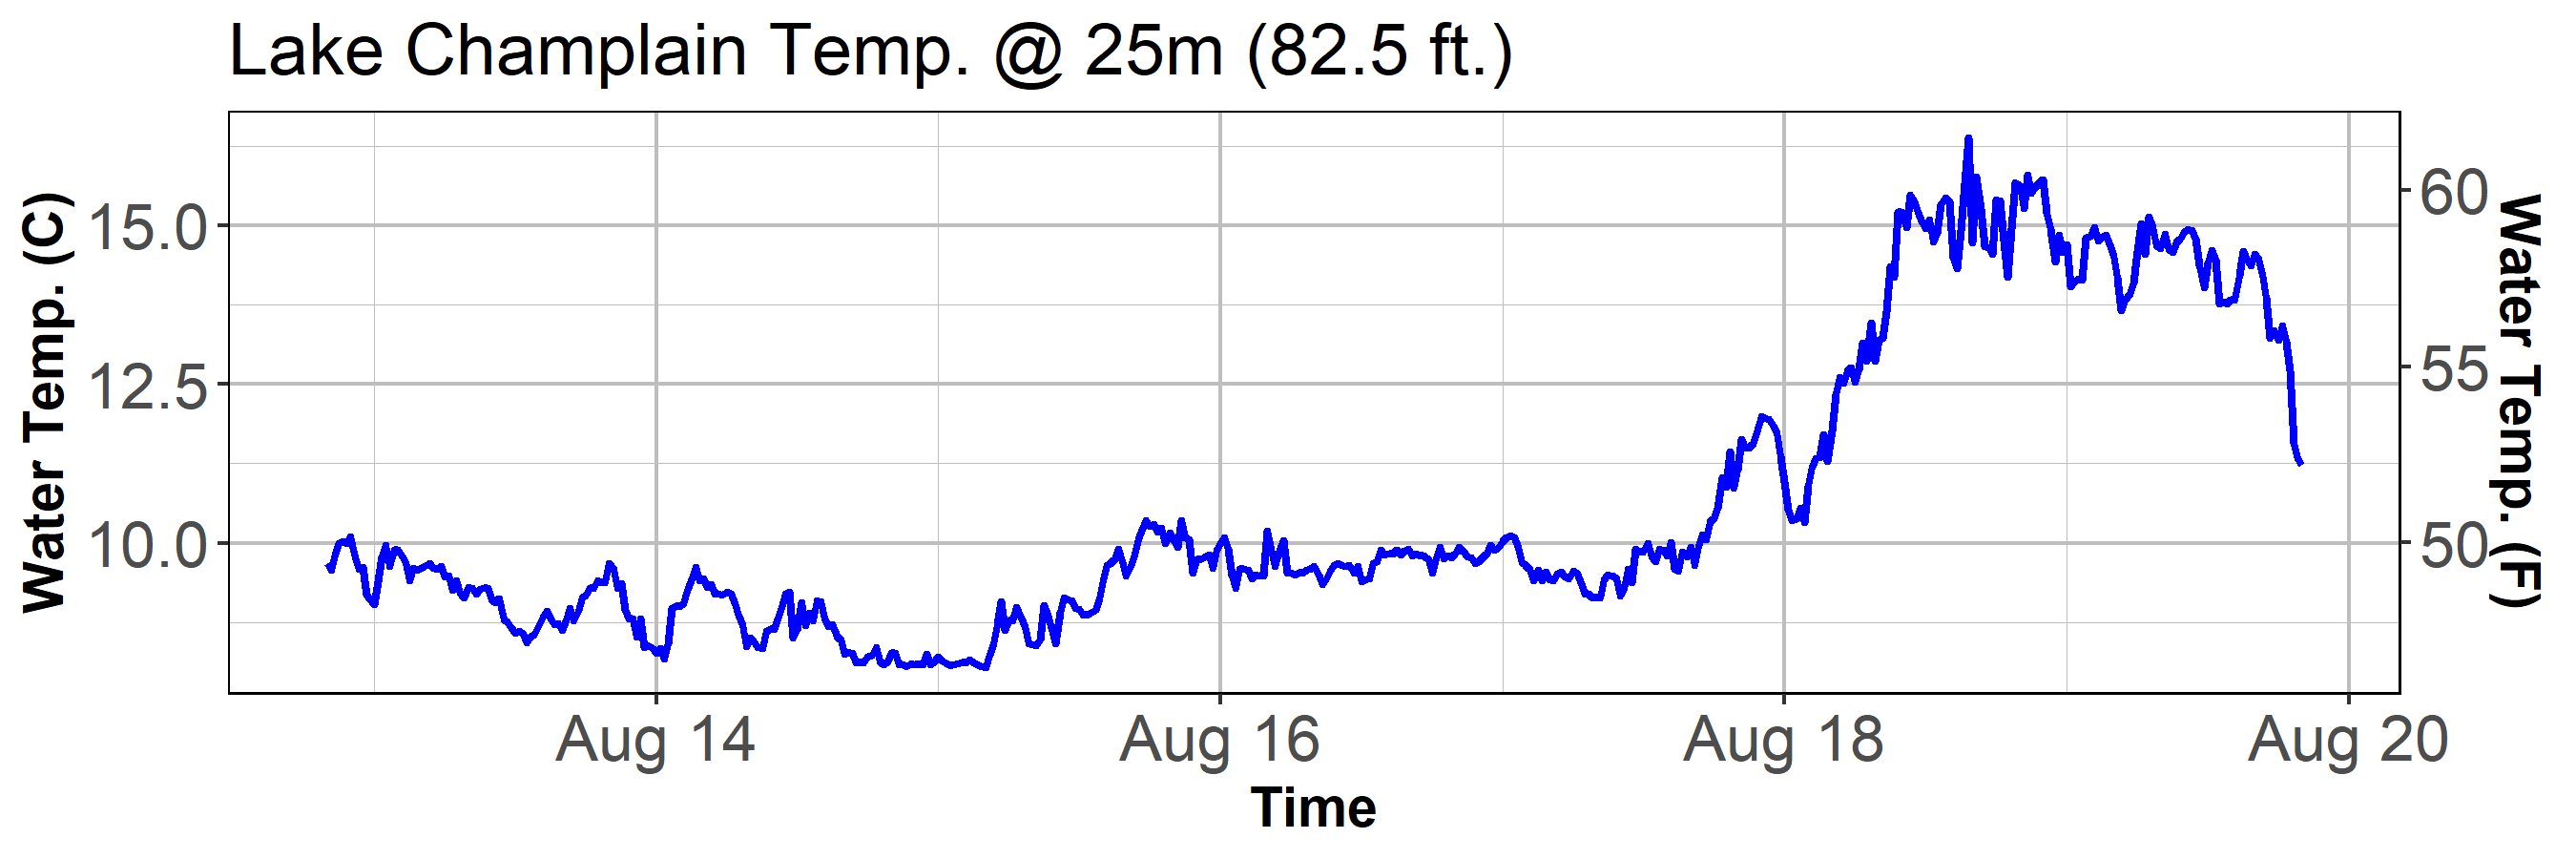 Lake Champlain Temp. @ 25m (82.5 ft.)
Water Temp. (C)
15.0
12.5
10.0
60
55
50
Water Temp. (F)
Aug 14
Aug 16
Aug 18
Aug 20
Time